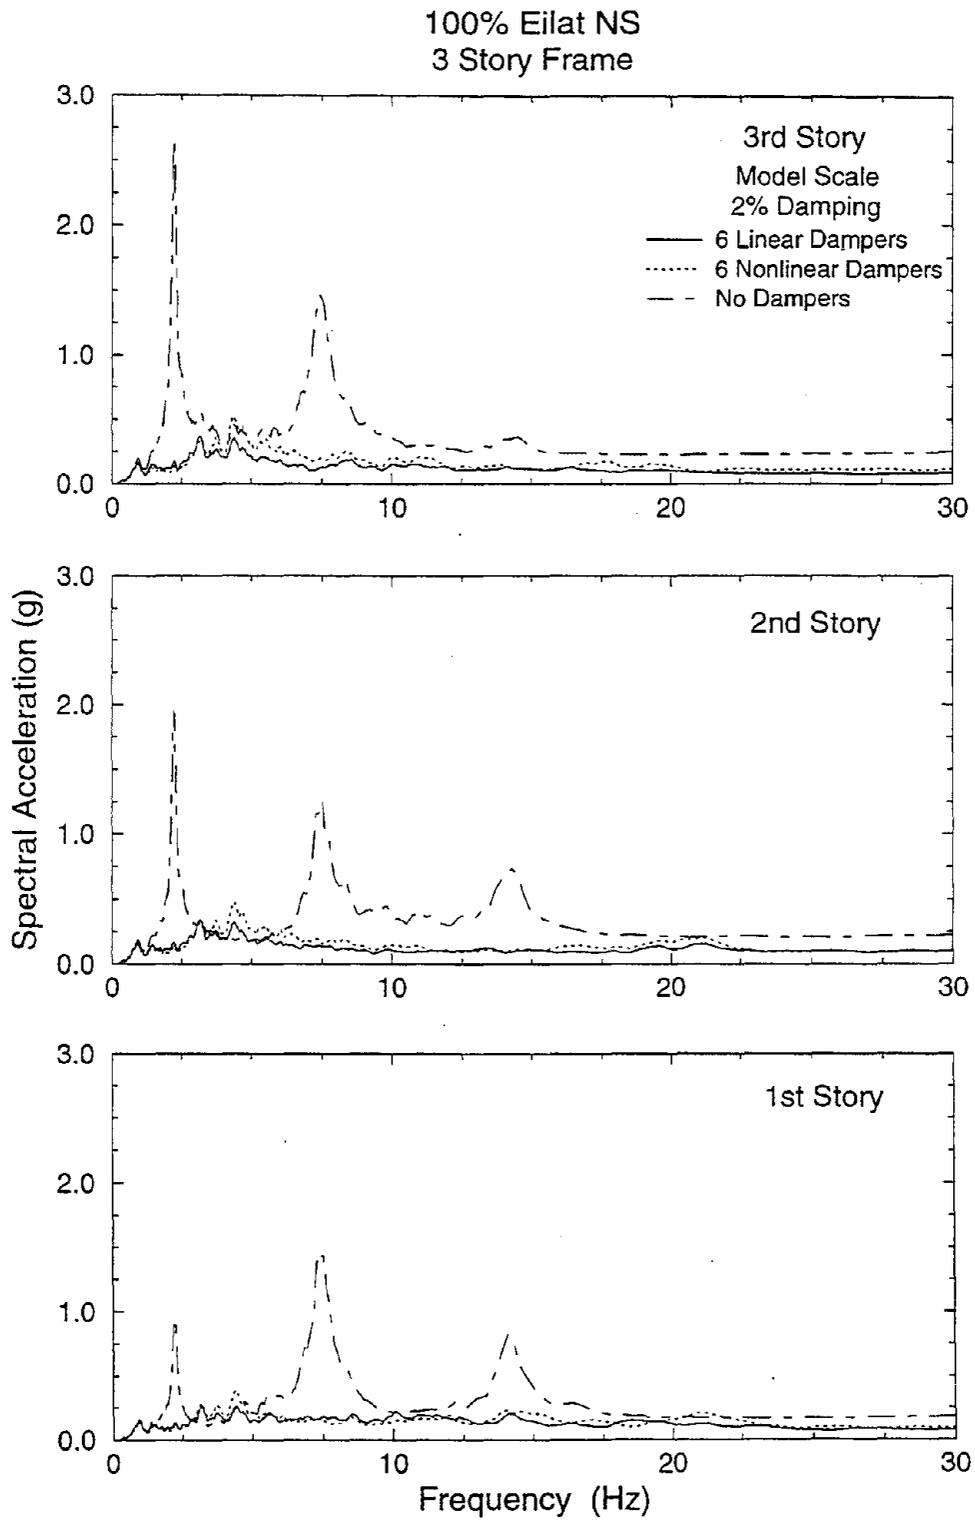 100% Eilat NS
3 Story Frame
3.0
3rd Story
Model Scale
2% Damping
6 Linear Dampers
6 Nonlinear Dampers
No Dampers
2.0
1.0
0.0
0 10 20 30
3.0
2nd Story
2.0
1.0
0.0
0 10 20 30
Spectral Acceleration (g)
3.0
1st Story
2.0
1.0
0.0
0 10 20 30
Frequency (Hz)